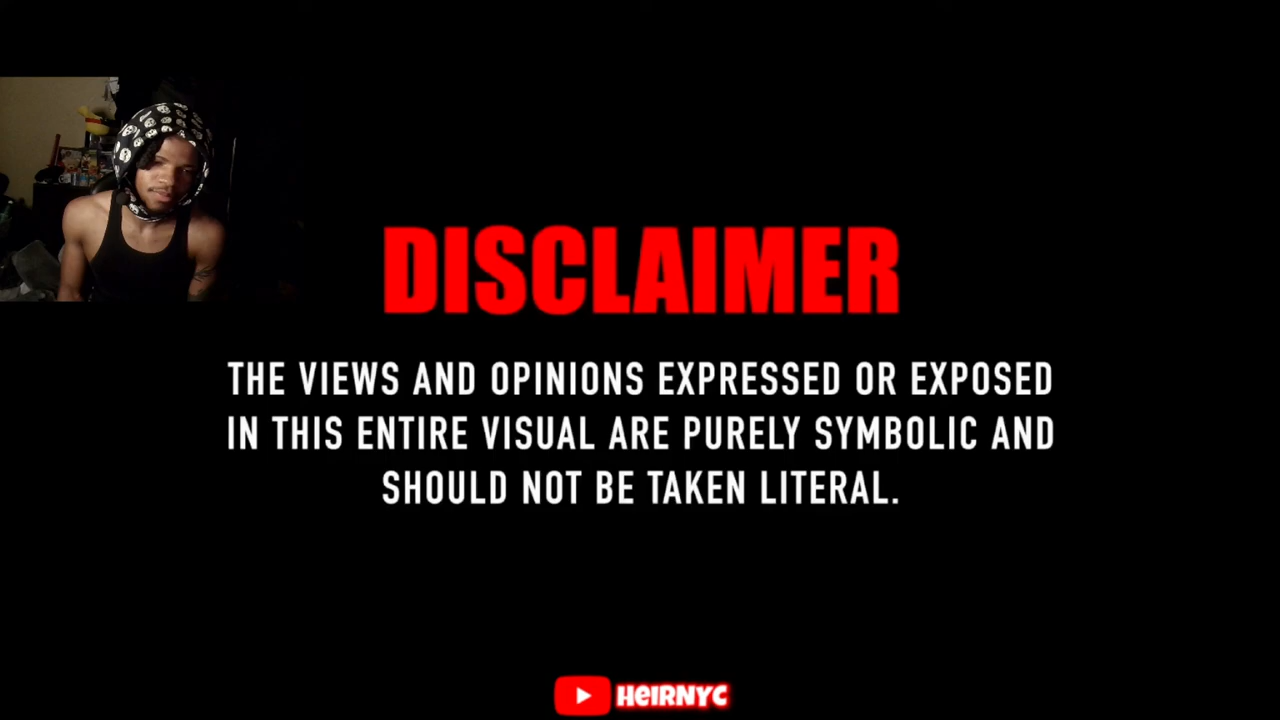 DISCLAIMER
THE VIEWS AND OPINIONS EXPRESSED OR EXPOSED
IN THIS ENTIRE VISUAL ARE PURELY SYMBOLIC AND
SHOULD NOT BE TAKEN LITERAL.
HeiRNYC